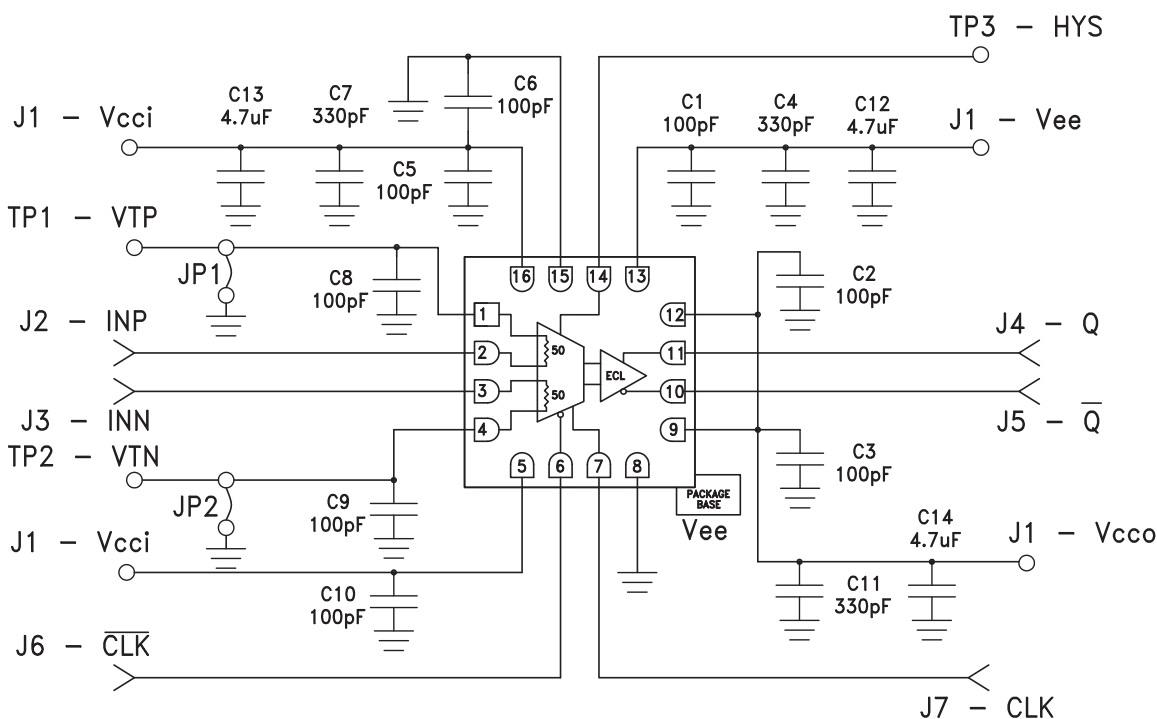 TP3 - HYS
J1 - Vcci
C13
4.7uF
C7
330pF
C6
100pF
C5
100pF
C1
100pF
C4
330pF
C12
4.7uF
J1 - Vee
TP1 - VTP
JP1
C8
100pF
16
15
14
13
C2
100pF
J2 - INP
1
2
3
4
50
50
ECL
12
11
10
9
J4 - Q
J3 - INN
J5 - Q̅
TP2 - VTN
JP2
C9
100pF
5
6
7
8
PACKAGE
BASE
Vee
C3
100pF
J1 - Vcci
C10
100pF
C14
4.7uF
J1 - Vcco
C11
330pF
J6 - C̅L̅K̅
J7 - CLK